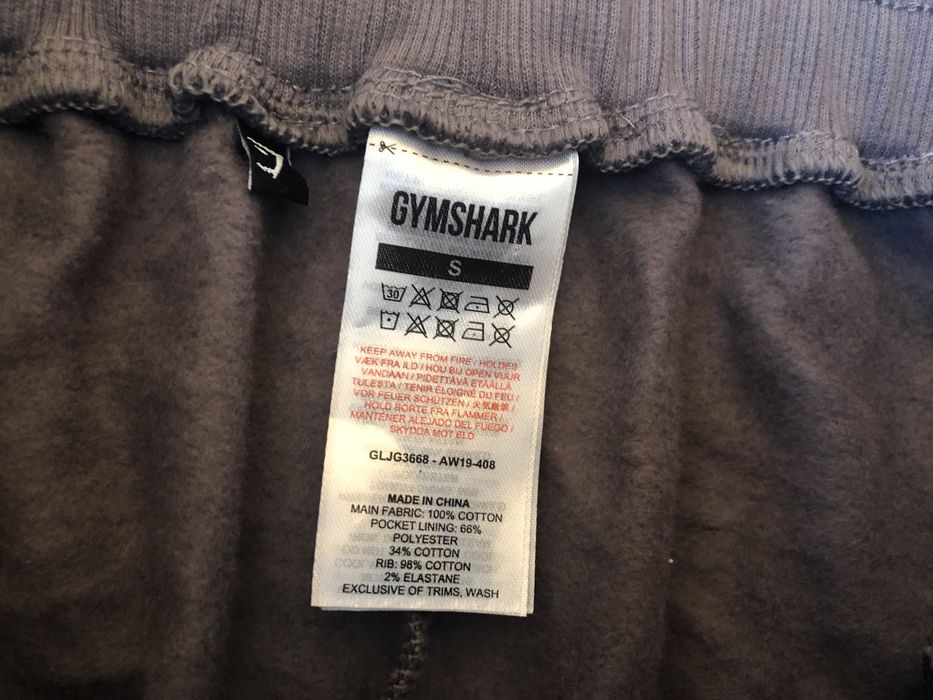 GYMSHARK
S
30
KEEP AWAY FROM FIRE / HOLDES
VÆK FRA ILD / HOU BIJ OPEN VUUR
VANDAAN / PIDETTÄVÄ ETÄÄLLÄ
TULESTA / TENIR ÉLOIGNÉ DU FEU /
VOR FEUER SCHÜTZEN / 火気厳禁 /
HOLD BORTE FRA FLAMMER /
MANTENER ALEJADO DEL FUEGO /
SKYDDA MOT ELD
GLJG3668 - AW19-408
MADE IN CHINA
MAIN FABRIC: 100% COTTON
POCKET LINING: 66%
POLYESTER
34% COTTON
RIB: 98% COTTON
2% ELASTANE
EXCLUSIVE OF TRIMS, WASH